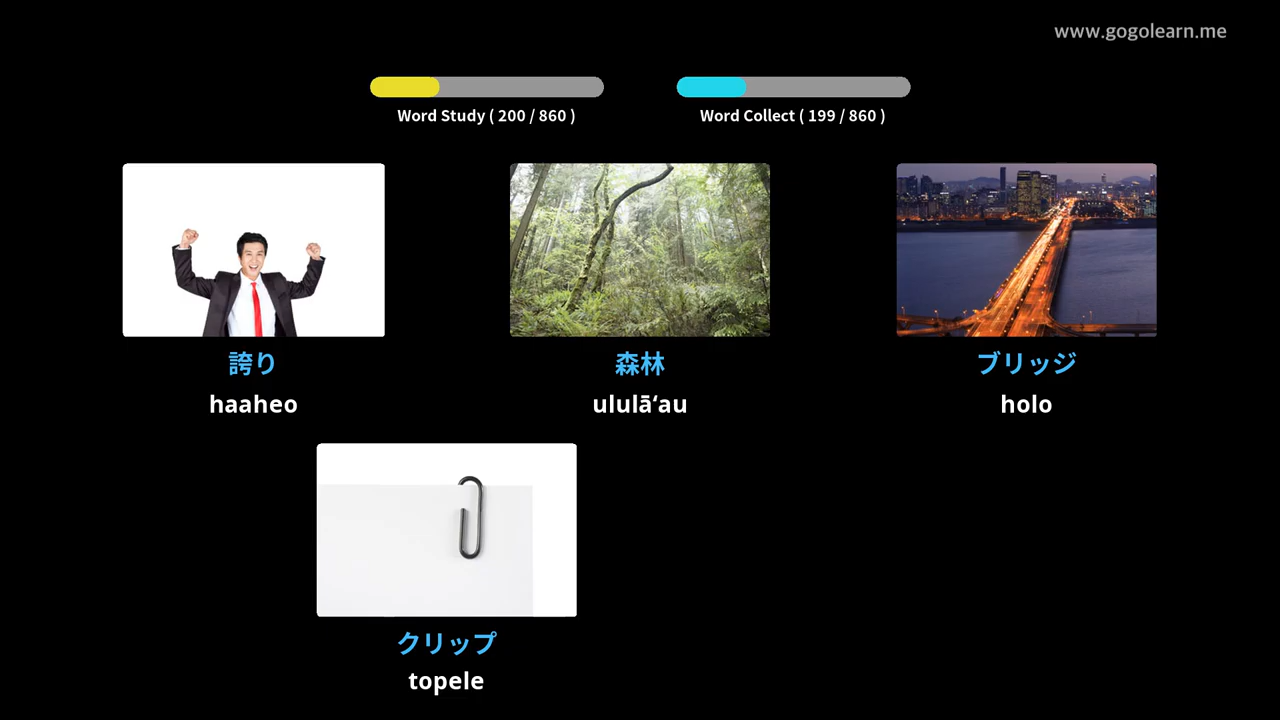 www.gogolearn.me
Word Study ( 200 / 860 )
Word Collect ( 199 / 860 )
誇り
haaheo
森林
ululāʻau
ブリッジ
holo
クリップ
topele